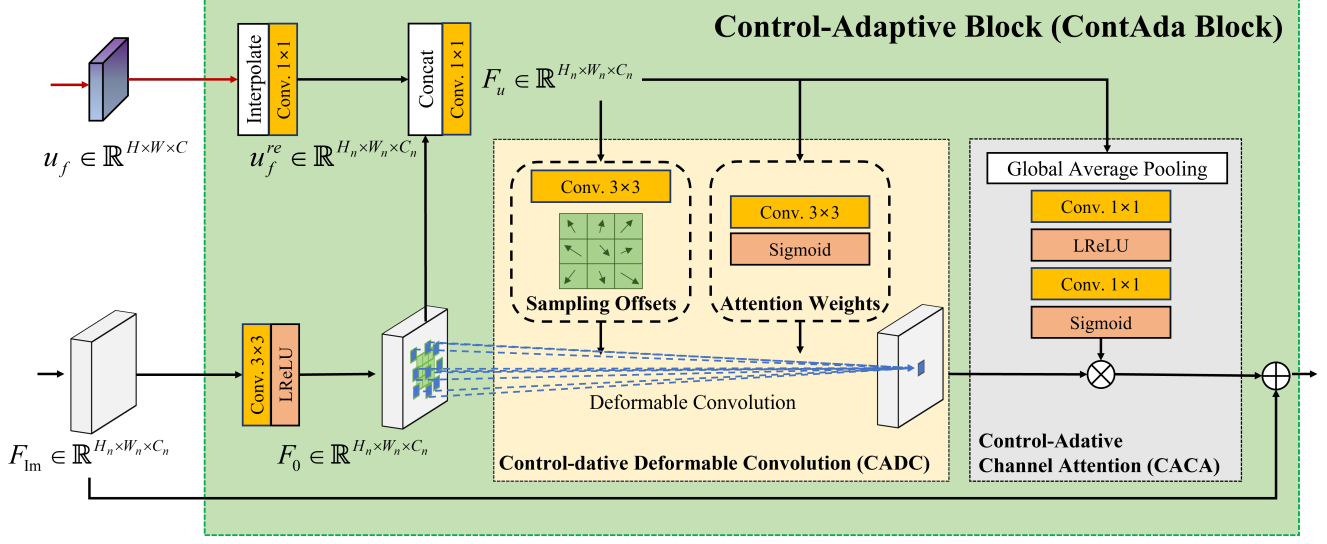 Control-Adaptive Block (ContAda Block)
Interpolate
Conv. 1×1
Concat
Conv. 1×1
F_u ∈ ℝ^{H_n×W_n×C_n}
u_f ∈ ℝ^{H×W×C}
u_f^{re} ∈ ℝ^{H_n×W_n×C_n}
Conv. 3×3
Sampling Offsets
Conv. 3×3
Sigmoid
Attention Weights
Global Average Pooling
Conv. 1×1
LReLU
Conv. 1×1
Sigmoid
Conv. 3×3
LReLU
Deformable Convolution
F_{Im} ∈ ℝ^{H_n×W_n×C_n}
F_0 ∈ ℝ^{H_n×W_n×C_n}
Control-dative Deformable Convolution (CADC)
Control-Adative
Channel Attention (CACA)